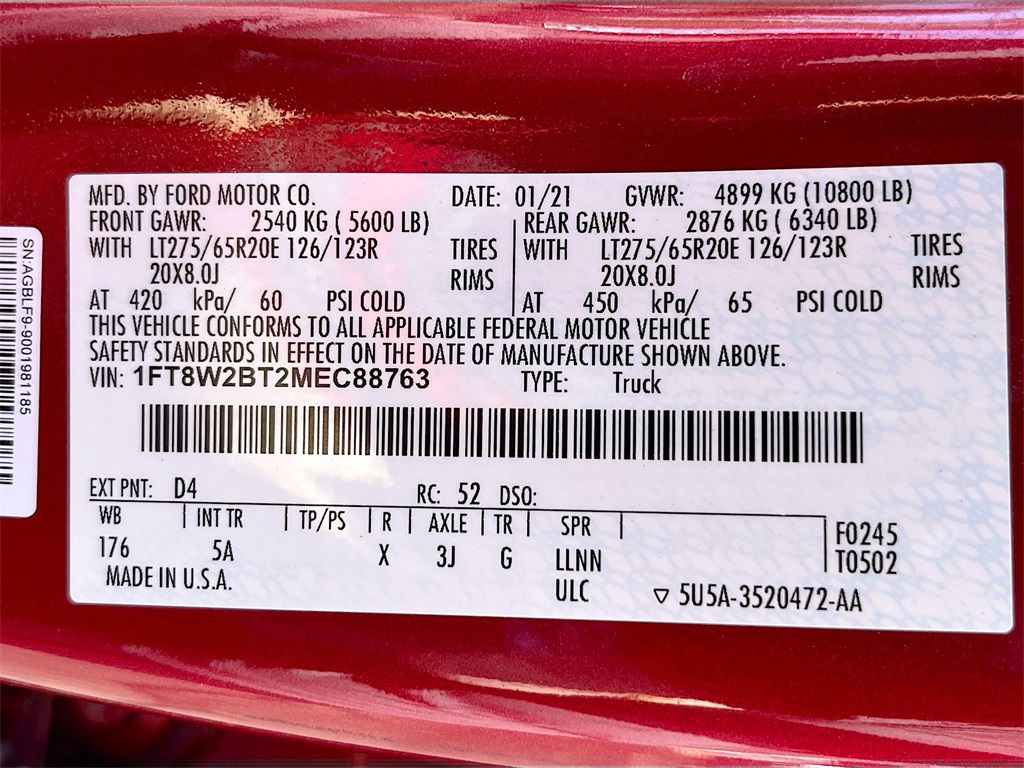 MFD. BY FORD MOTOR CO. DATE: 01/21 GVWR: 4899 KG (10800 LB)
FRONT GAWR: 2540 KG ( 5600 LB) REAR GAWR: 2876 KG ( 6340 LB)
WITH LT275/65R20E 126/123R TIRES WITH LT275/65R20E 126/123R TIRES
20X8.0J RIMS 20X8.0J RIMS
AT 420 kPa/ 60 PSI COLD AT 450 kPa/ 65 PSI COLD
THIS VEHICLE CONFORMS TO ALL APPLICABLE FEDERAL MOTOR VEHICLE
SAFETY STANDARDS IN EFFECT ON THE DATE OF MANUFACTURE SHOWN ABOVE.
VIN: 1FT8W2BT2MEC88763 TYPE: Truck
EXT PNT: D4 RC: 52 DSO:
WB INT TR TP/PS R AXLE TR SPR F0245
176 5A X 3J G LLNN T0502
MADE IN U.S.A. ULC ▽ 5U5A-3520472-AA
SN:AGBLF9-9001981185